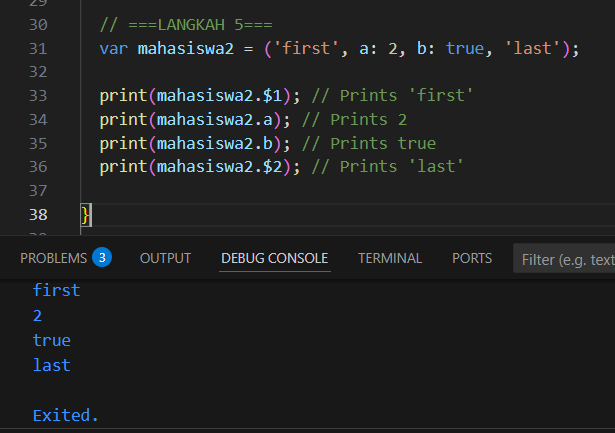 29
30 // ===LANGKAH 5===
31 var mahasiswa2 = ('first', a: 2, b: true, 'last');
32
33 print(mahasiswa2.$1); // Prints 'first'
34 print(mahasiswa2.a); // Prints 2
35 print(mahasiswa2.b); // Prints true
36 print(mahasiswa2.$2); // Prints 'last'
37
38 }
PROBLEMS 3 OUTPUT DEBUG CONSOLE TERMINAL PORTS Filter (e.g. text
first
2
true
last
Exited.